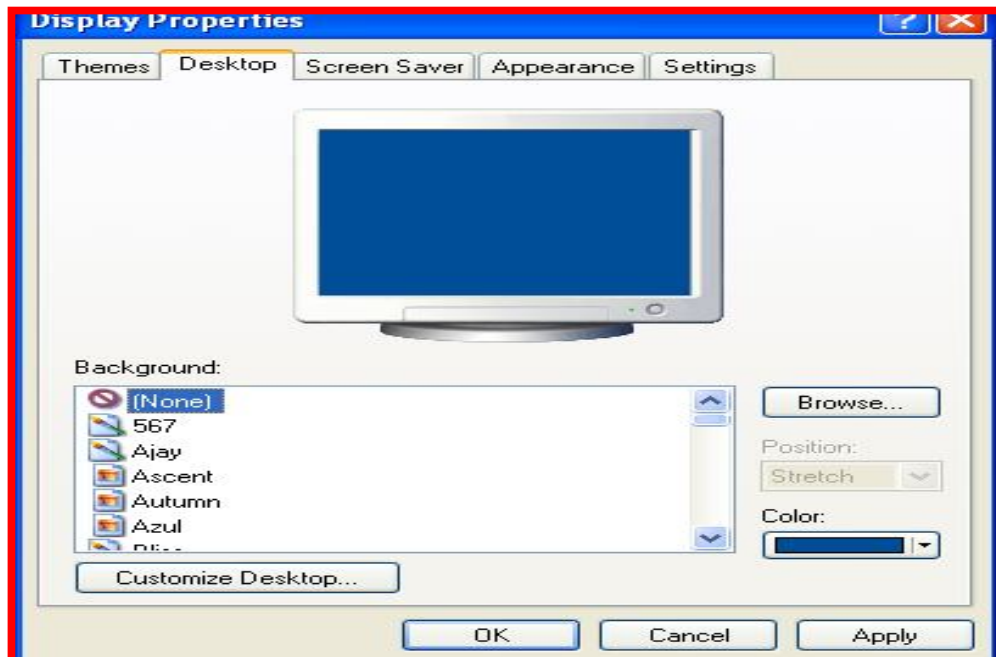 Display Properties
Themes Desktop Screen Saver Appearance Settings
Background:
(None)
567
Ajay
Ascent
Autumn
Azul
Browse...
Position:
Stretch
Color:
Customize Desktop...
OK Cancel Apply